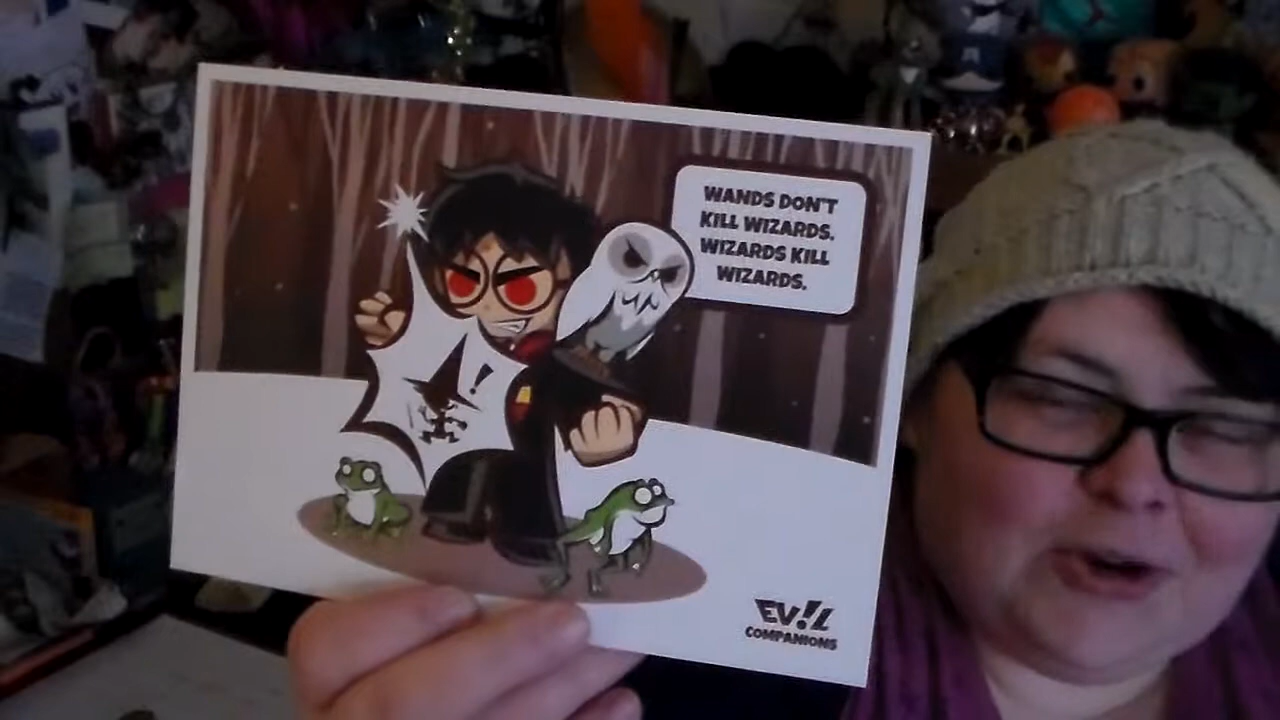 WANDS DON'T
KILL WIZARDS.
WIZARDS KILL
WIZARDS.
EV!L
COMPANIONS